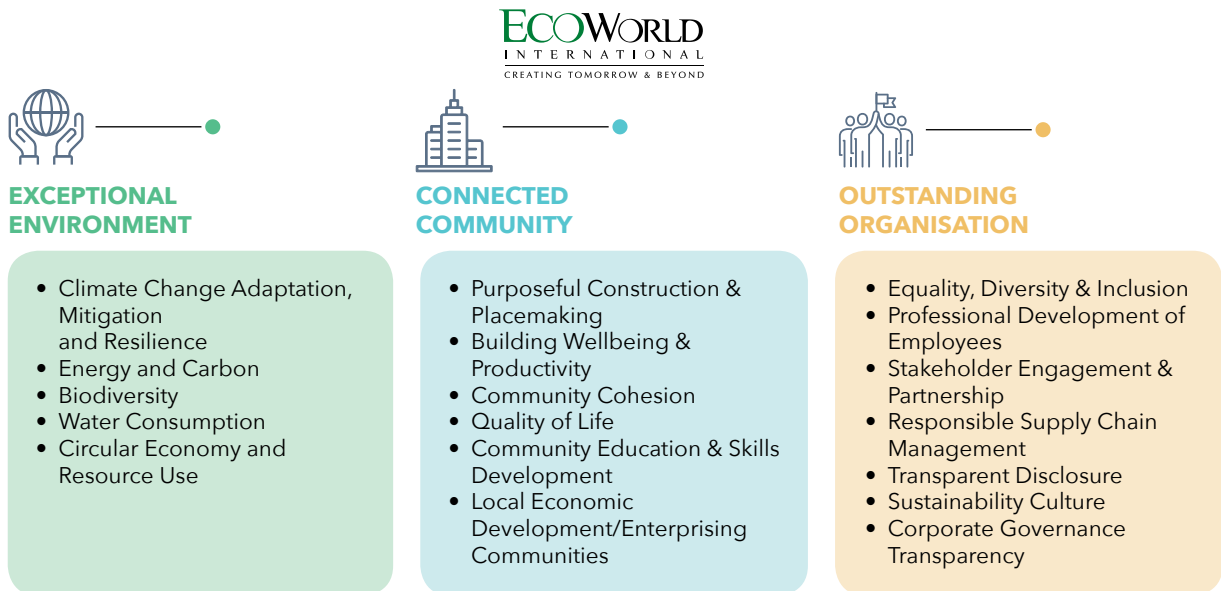 ECOWORLD
INTERNATIONAL
CREATING TOMORROW & BEYOND
EXCEPTIONAL
ENVIRONMENT
• Climate Change Adaptation,
Mitigation
and Resilience
• Energy and Carbon
• Biodiversity
• Water Consumption
• Circular Economy and
Resource Use
CONNECTED
COMMUNITY
• Purposeful Construction &
Placemaking
• Building Wellbeing &
Productivity
• Community Cohesion
• Quality of Life
• Community Education & Skills
Development
• Local Economic
Development/Enterprising
Communities
OUTSTANDING
ORGANISATION
• Equality, Diversity & Inclusion
• Professional Development of
Employees
• Stakeholder Engagement &
Partnership
• Responsible Supply Chain
Management
• Transparent Disclosure
• Sustainability Culture
• Corporate Governance
Transparency